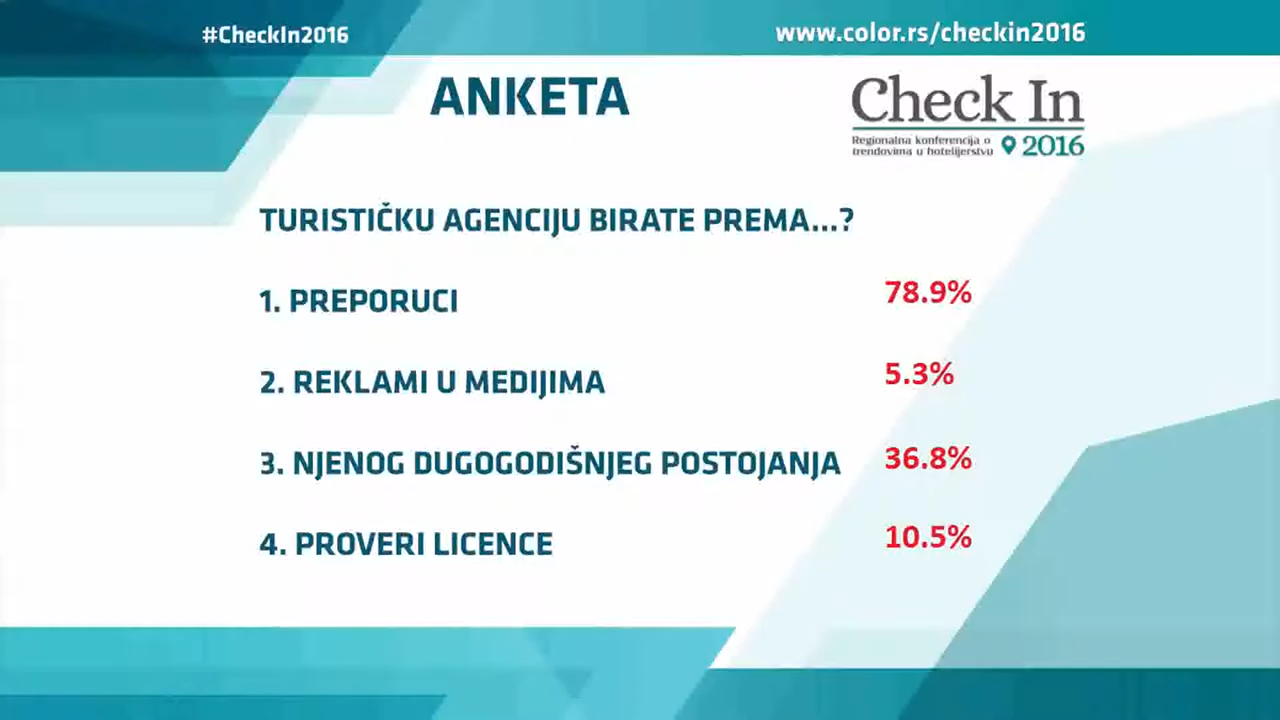 #CheckIn2016
www.color.rs/checkin2016
ANKETA
Check In
Regionalna konferencija o
trendovima u hotelijerstvu
2016
TURISTIČKU AGENCIJU BIRATE PREMA...?
1. PREPORUCI 78.9%
2. REKLAMI U MEDIJIMA 5.3%
3. NJENOG DUGOGODIŠNJEG POSTOJANJA 36.8%
4. PROVERI LICENCE 10.5%